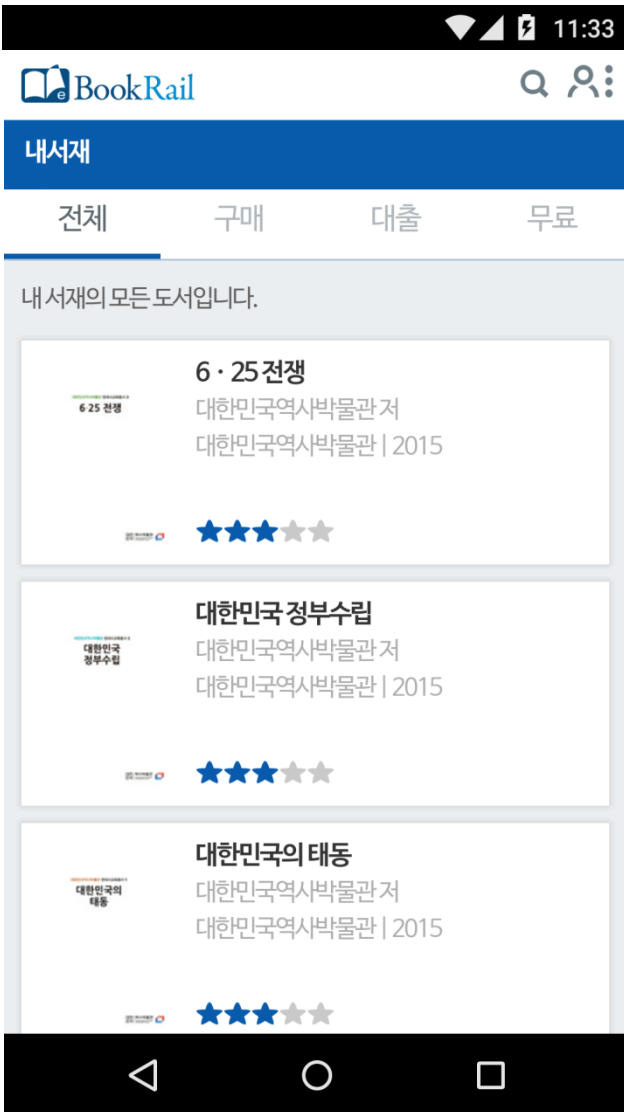 11:33
e BookRail
내서재
전체 구매 대출 무료
내 서재의 모든 도서입니다.
6·25 전쟁
6 · 25 전쟁
대한민국역사박물관 저
대한민국역사박물관 | 2015
대한민국
정부수립
대한민국 정부수립
대한민국역사박물관 저
대한민국역사박물관 | 2015
대한민국의
태동
대한민국의 태동
대한민국역사박물관 저
대한민국역사박물관 | 2015